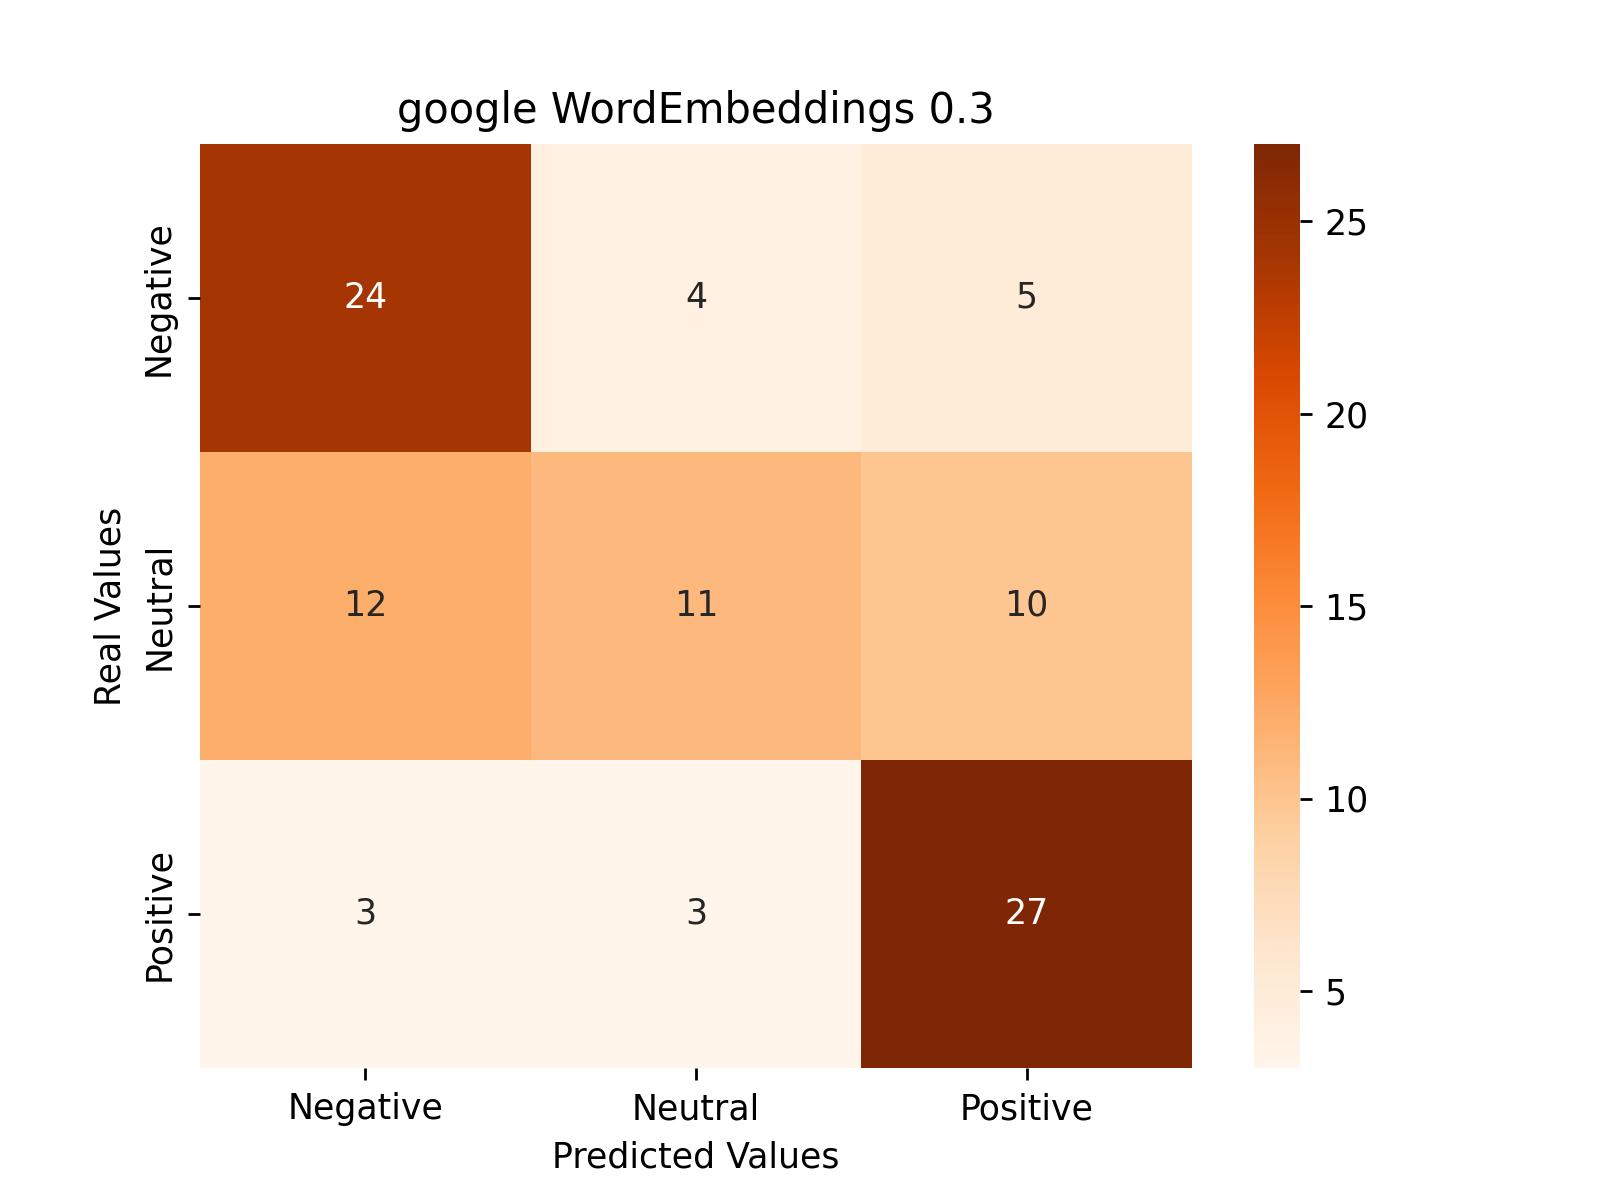 google WordEmbeddings 0.3
Real Values
Negative
24 4 5
Neutral
12 11 10
Positive
3 3 27
Negative Neutral Positive
Predicted Values
25
20
15
10
5